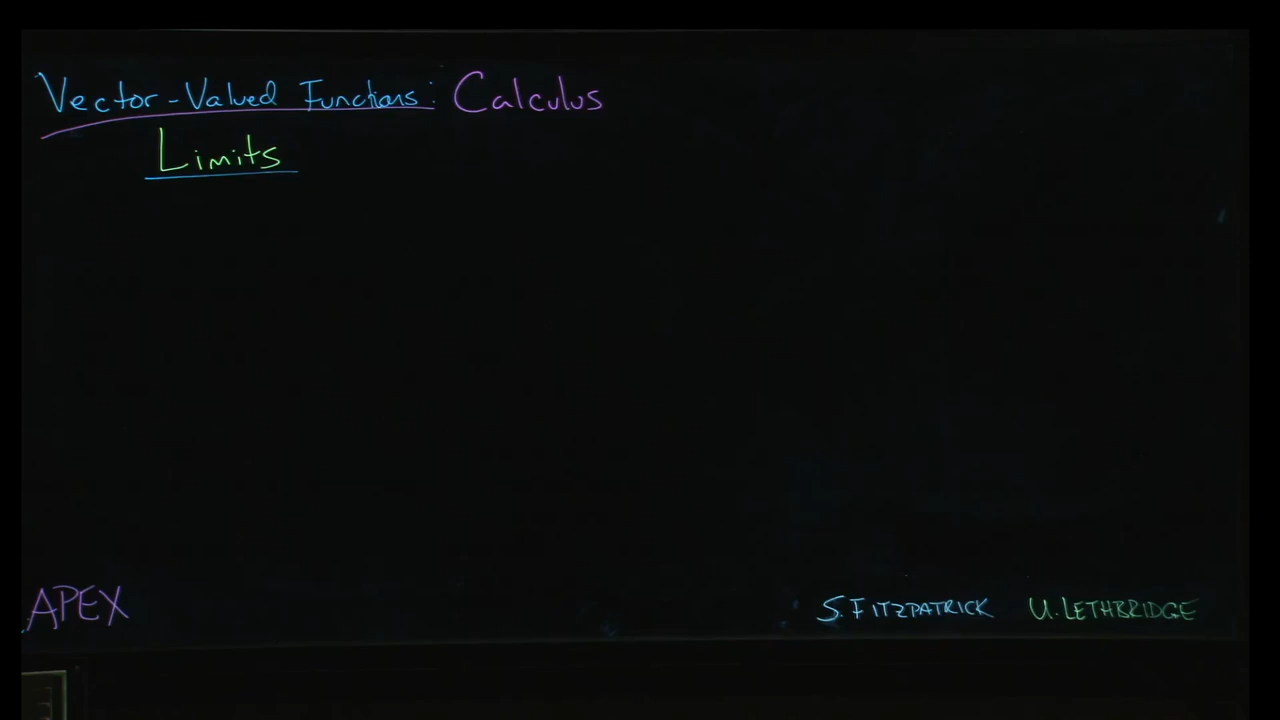 Vector-Valued Functions: Calculus
Limits
APEX
S. FITZPATRICK U. LETHBRIDGE